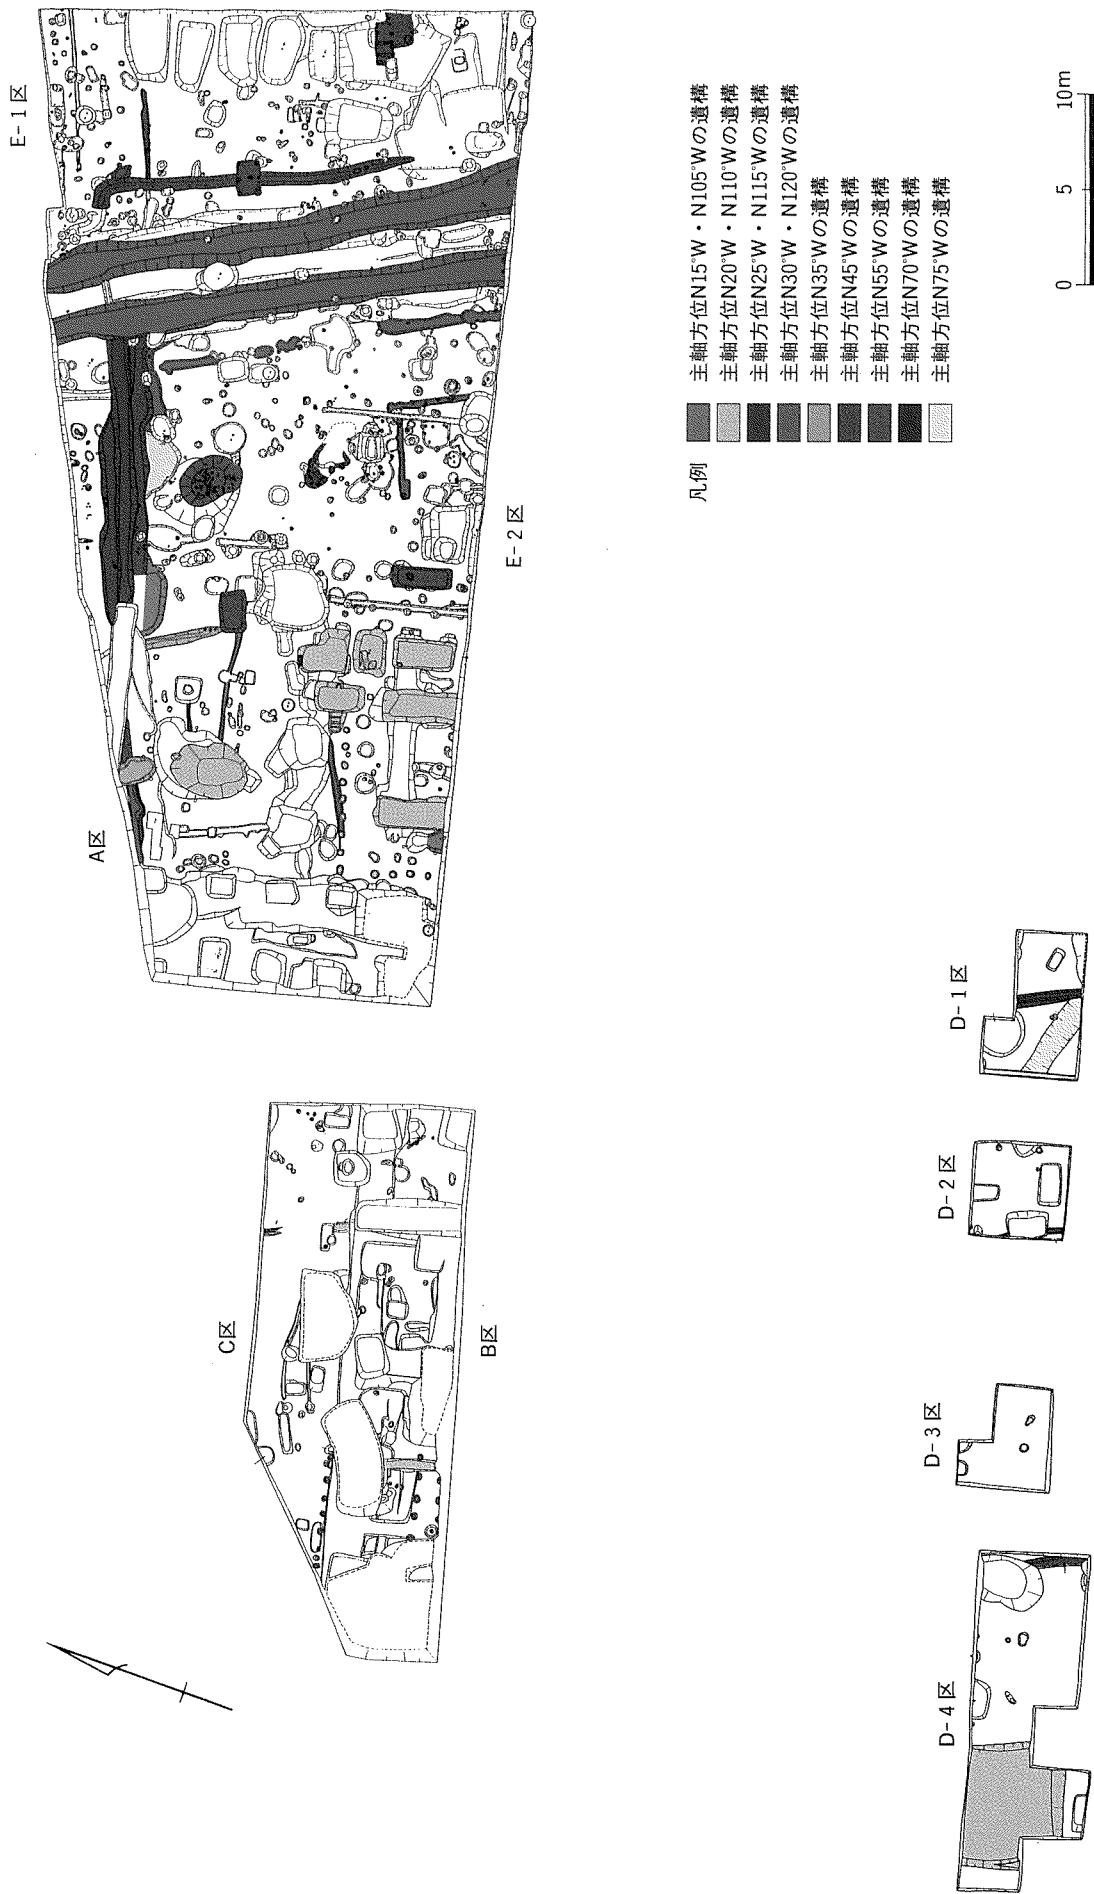 E-1区
A区
E-2区
C区
B区
D-1区
D-2区
D-3区
D-4区
凡例
主軸方位N15°W・N105°Wの遺構
主軸方位N20°W・N110°Wの遺構
主軸方位N25°W・N115°Wの遺構
主軸方位N30°W・N120°Wの遺構
主軸方位N35°Wの遺構
主軸方位N45°Wの遺構
主軸方位N55°Wの遺構
主軸方位N70°Wの遺構
主軸方位N75°Wの遺構
0 5 10m